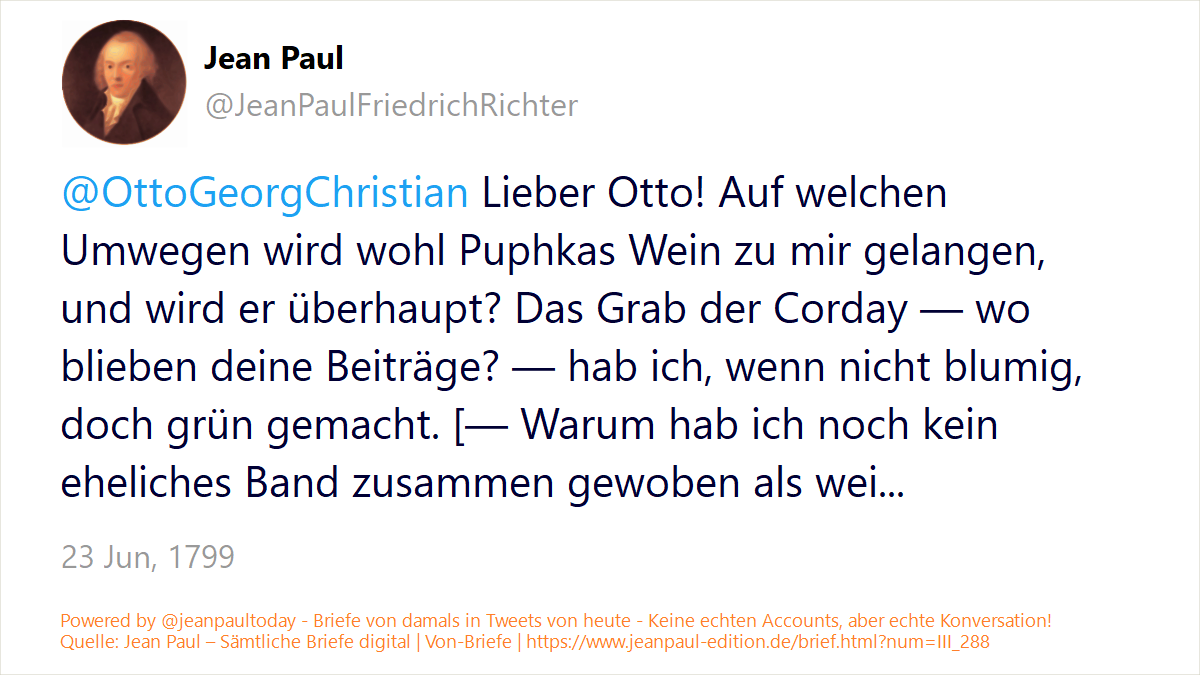 Jean Paul
@JeanPaulFriedrichRichter
@OttoGeorgChristian Lieber Otto! Auf welchen
Umwegen wird wohl Puphkas Wein zu mir gelangen,
und wird er überhaupt? Das Grab der Corday — wo
blieben deine Beiträge? — hab ich, wenn nicht blumig,
doch grün gemacht. [— Warum hab ich noch kein
eheliches Band zusammen gewoben als wei...
23 Jun, 1799
Powered by @jeanpaultoday - Briefe von damals in Tweets von heute - Keine echten Accounts, aber echte Konversation!
Quelle: Jean Paul – Sämtliche Briefe digital | Von-Briefe | https://www.jeanpaul-edition.de/brief.html?num=III_288